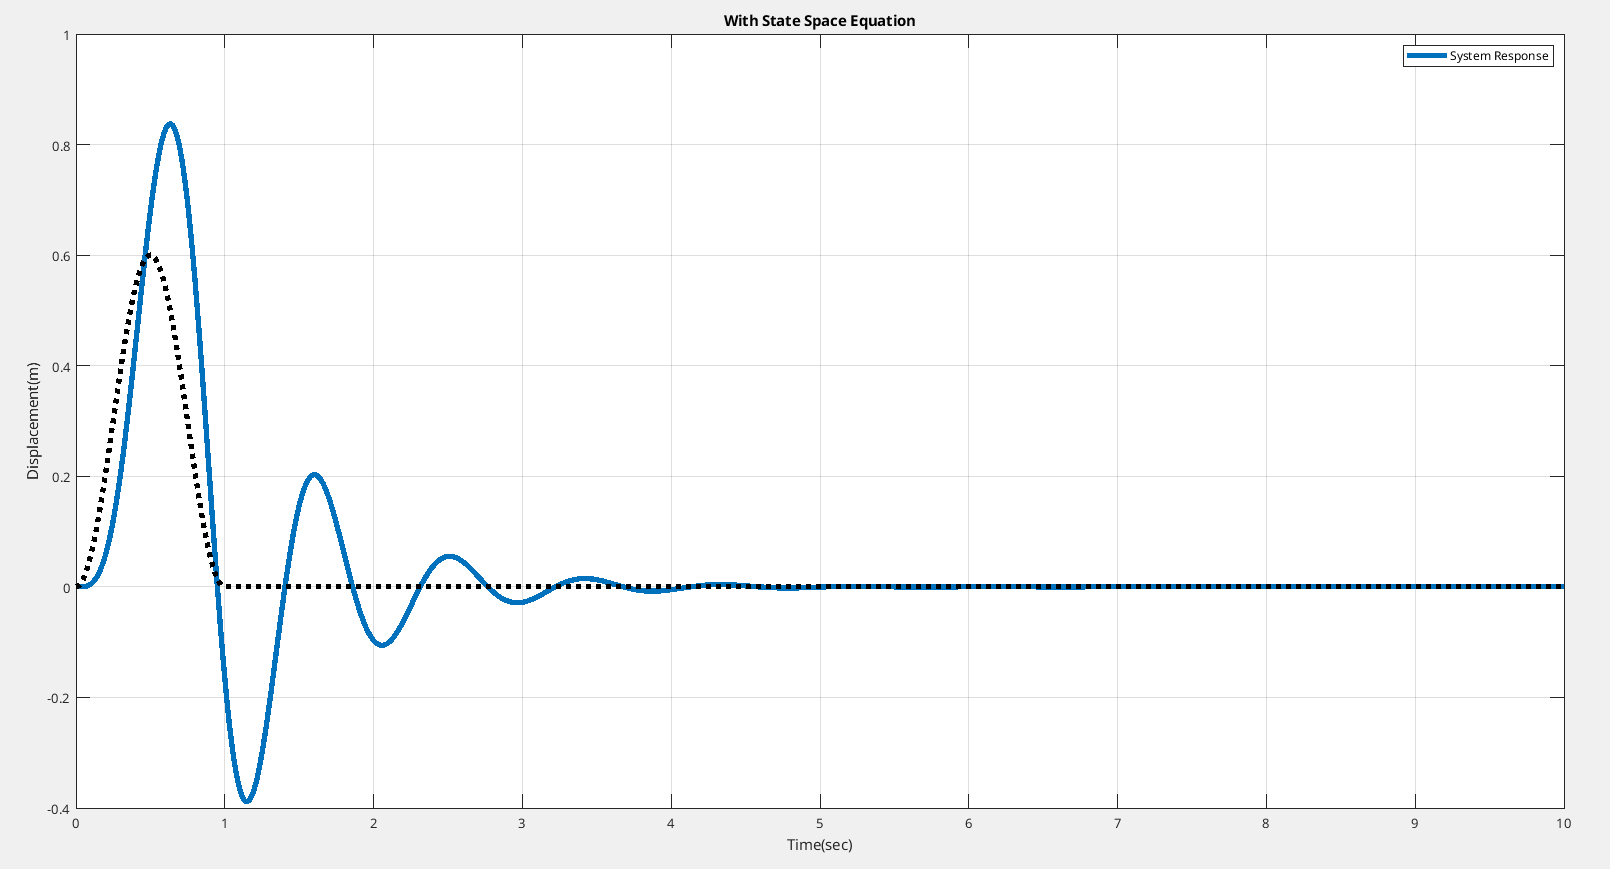 With State Space Equation
System Response
1
0.8
0.6
0.4
0.2
0
-0.2
-0.4
Displacement(m)
0 1 2 3 4 5 6 7 8 9 10
Time(sec)